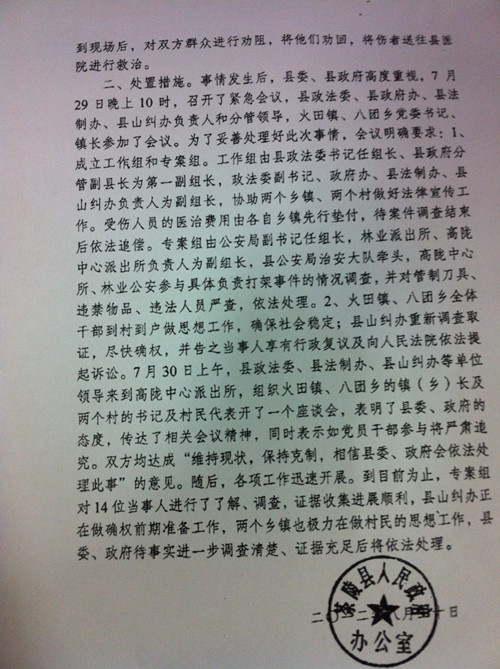 到现场后，对双方群众进行劝阻，将他们劝回，将伤者送往县医
院进行救治。
二、处置措施。事情发生后，县委、县政府高度重视，7 月
29 日晚上 10 时，召开了紧急会议，县政法委、县政府办、县法
制办、县山纠办负责人和分管领导，火田镇、八团乡党委书记、
镇长参加了会议。为了妥善处理好此次事情，会议明确要求：1、
成立工作组和专案组。工作组由县政法委书记任组长、县政府分
管副县长为第一副组长，政法委副书记、政府办、县法制办、县
山纠办负责人为副组长，协助两个乡镇、两个村做好法律宣传工
作。受伤人员的医治费用由各自乡镇先行垫付，待案件调查结束
后依法追偿。专案组由公安局副书记任组长，林业派出所、高陇
中心派出所负责人为副组长，县公安局治安大队牵头，高陇中心
所、林业公安参与具体负责打架事件的情况调查，并对管制刀具、
违禁物品、违法人员严查，依法处理。2、火田镇、八团乡全体
干部到村到户做思想工作，确保社会稳定；县山纠办重新调查取
证，尽快确权，并告之当事人享有行政复议及向人民法院依法提
起诉讼。7 月 30 日上午，县政法委、县法制办、县山纠办等单位
领导来到高陇中心派出所，组织火田镇、八团乡的镇（乡）长及
两个村的书记及村民代表开了一个座谈会，表明了县委、政府的
态度，传达了相关会议精神，同时表示如党员干部参与将严肃追
究。双方均达成“维持现状，保持克制，相信县委、政府会依法处
理此事”的意见。随后，各项工作迅速开展。到目前为止，专案组
对 14 位当事人进行了了解、调查，证据收集进展顺利，县山纠办正
在做确权前期准备工作，两个乡镇也极力在做村民的思想工作，县
委、政府待事实进一步调查清楚、证据充足后将依法处理。
茶陵县人民政府
二〇一二年八月 十日
办公室